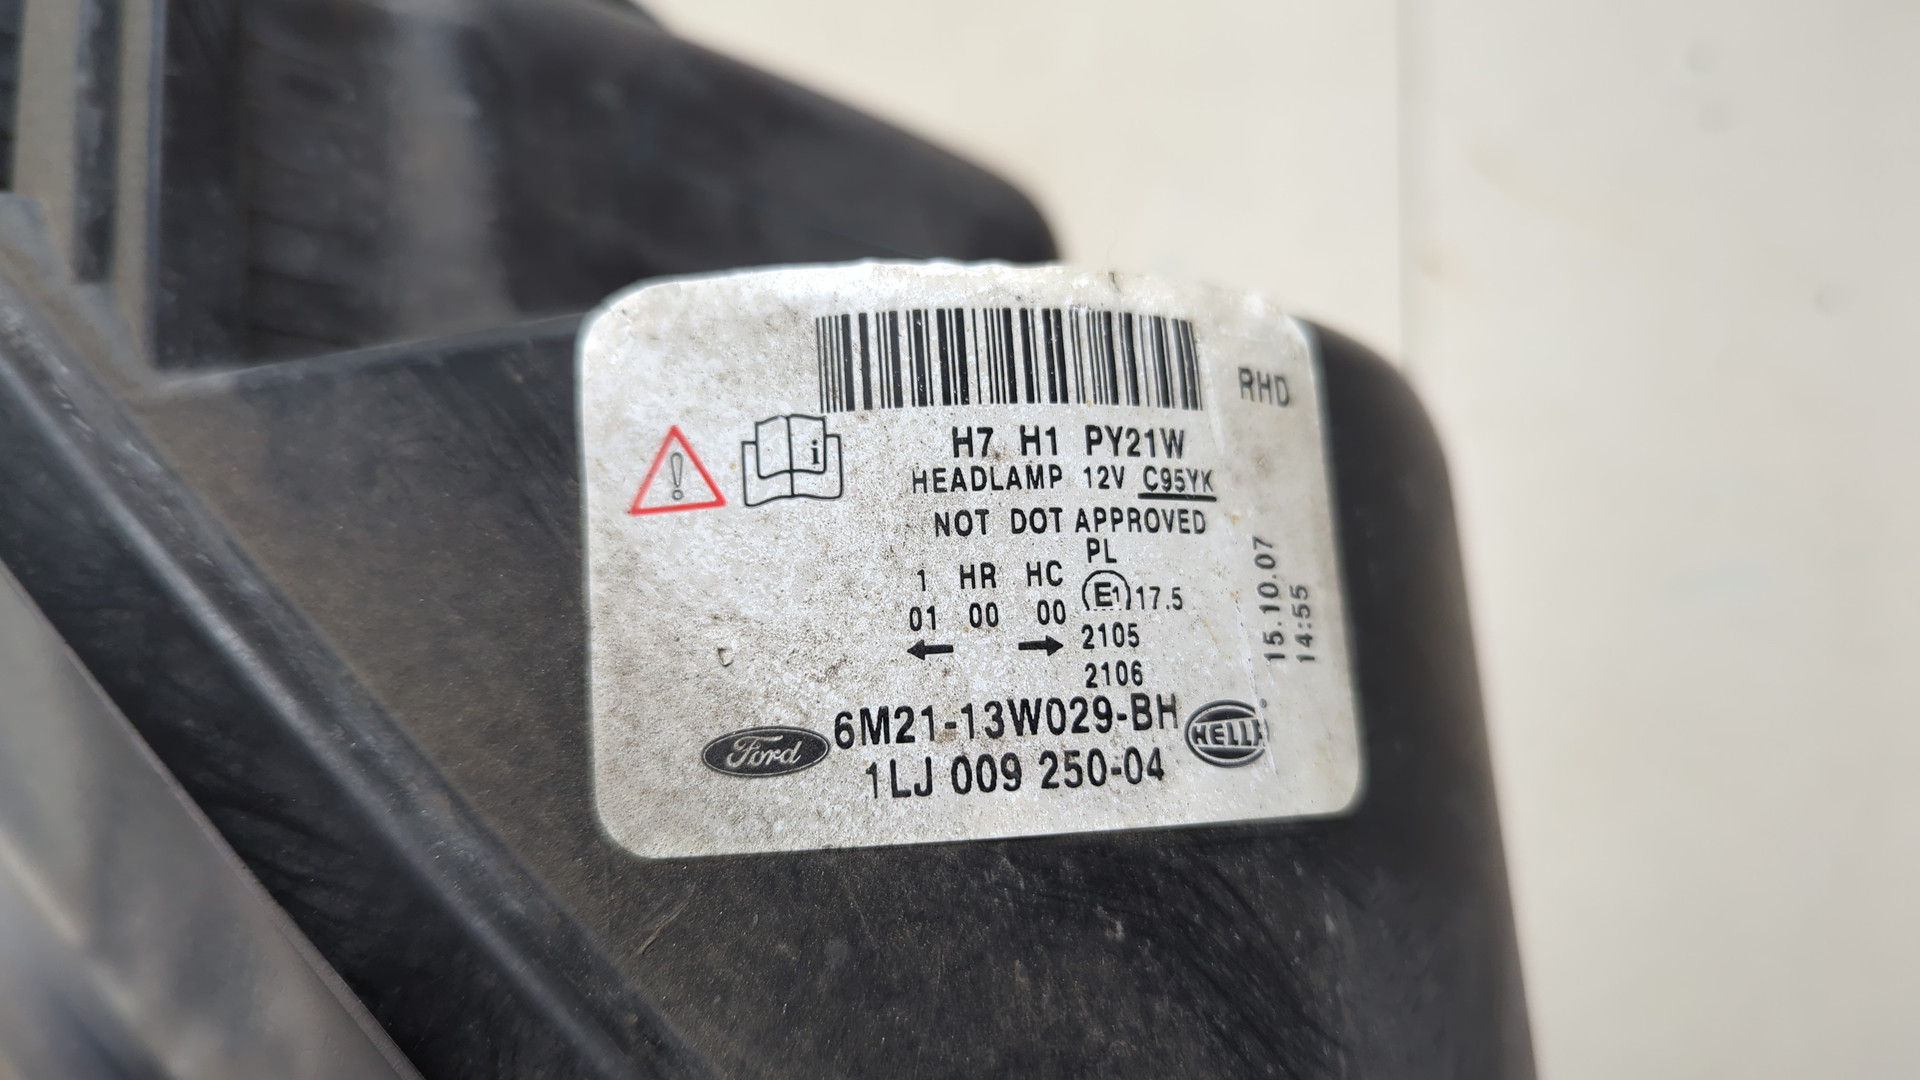 RHD
H7 H1 PY21W
HEADLAMP 12V C95YK
NOT DOT APPROVED
PL
1 HR HC E1 17.5
01 00 00
2105
2106
6M21-13W029-BH
1LJ 009 250-04
Ford
HELLA
15.10.07
14:55
i